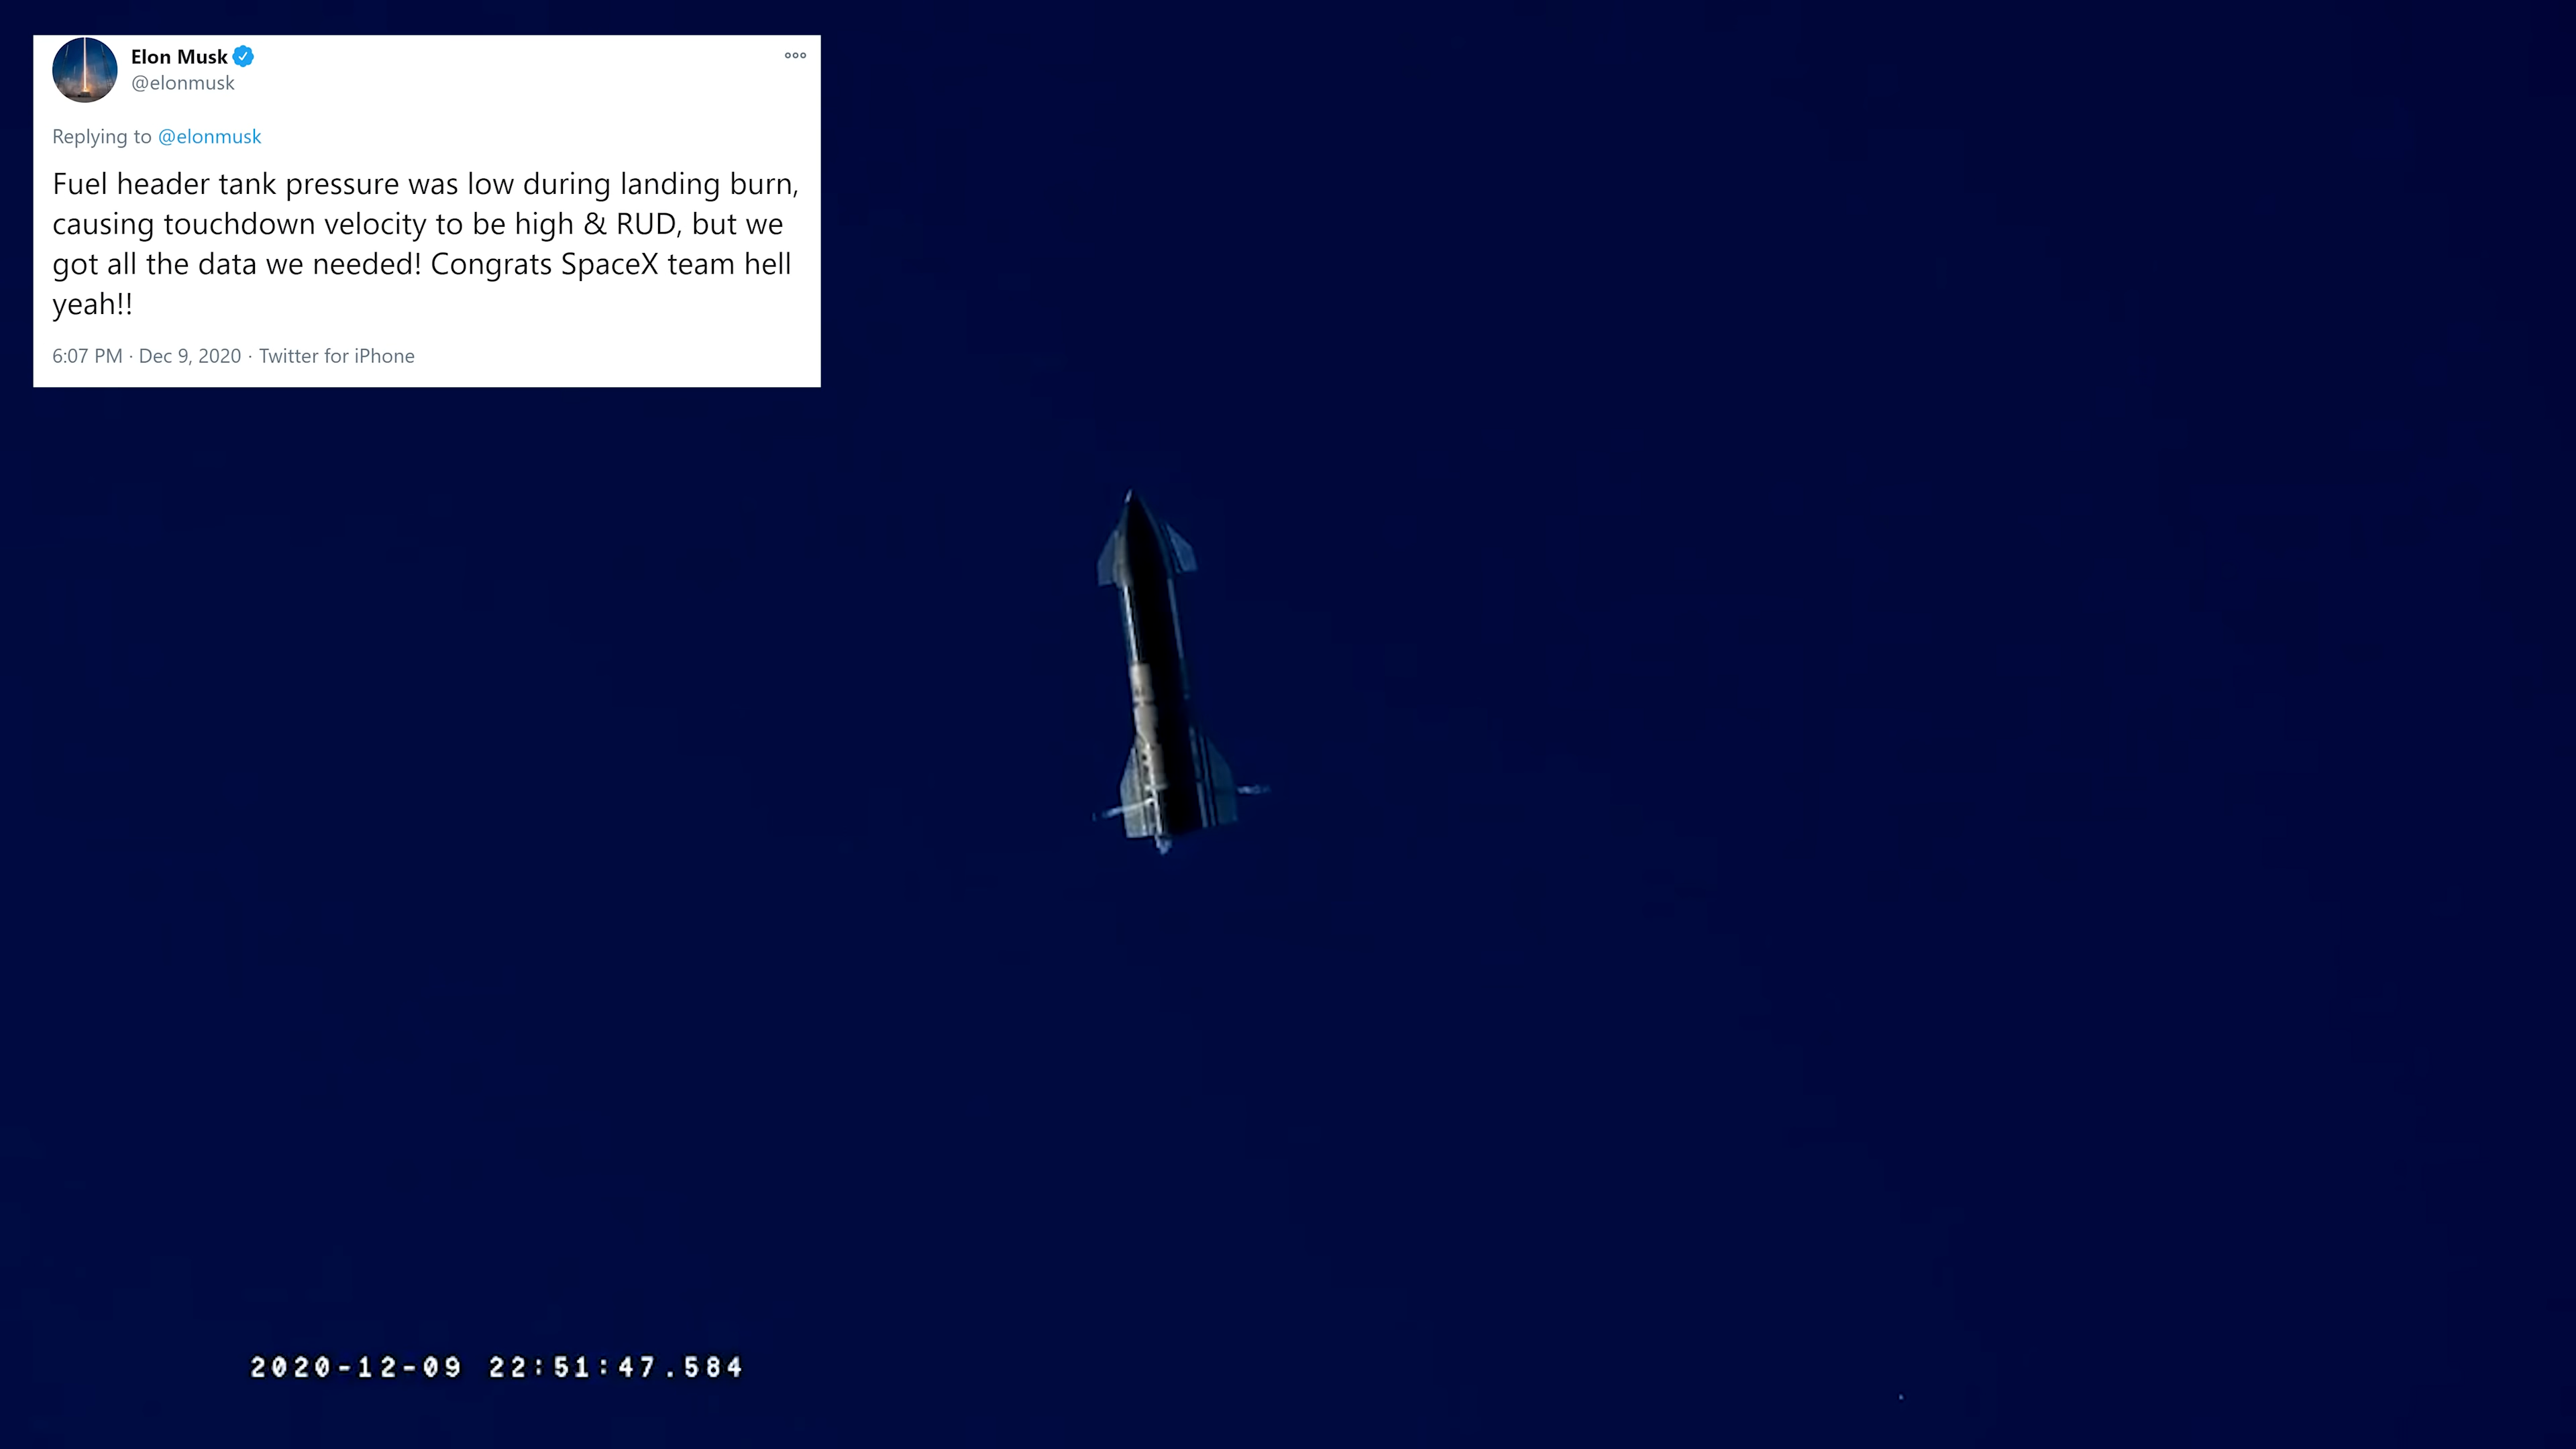 Elon Musk
@elonmusk
Replying to @elonmusk
Fuel header tank pressure was low during landing burn,
causing touchdown velocity to be high & RUD, but we
got all the data we needed! Congrats SpaceX team hell
yeah!!
6:07 PM · Dec 9, 2020 · Twitter for iPhone
2020-12-09 22:51:47.584